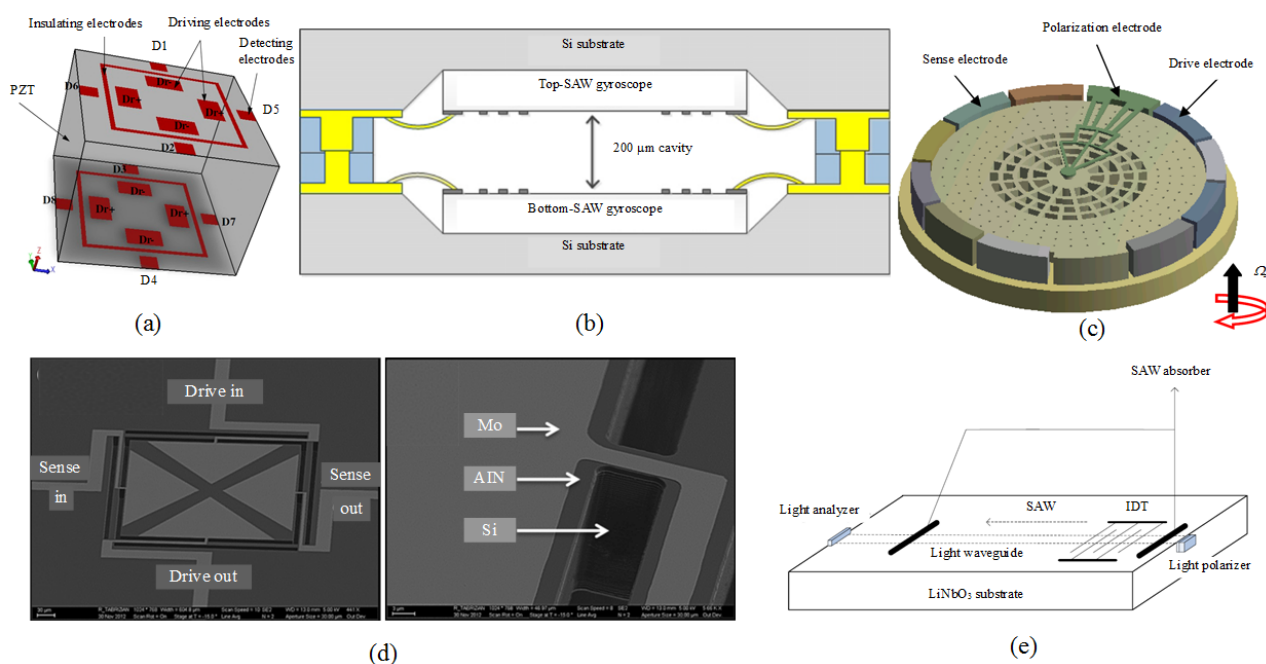 Insulating electrodes
Driving electrodes
Detecting
electrodes
D1
PZT
D6
Dr-
Dr+
Dr+
D5
Dr-
D2
D3
Dr-
D8
Dr+
Dr+
D7
Dr-
D4
(a)
Si substrate
Top-SAW gyroscope
200 µm cavity
Bottom-SAW gyroscope
Si substrate
(b)
Polarization electrode
Sense electrode
Drive electrode
Ω
(c)
Drive in
Sense
in
Sense
out
Drive out
Mo
AlN
Si
(d)
SAW absorber
Light analyzer
SAW
IDT
Light waveguide
Light polarizer
LiNbO3 substrate
(e)